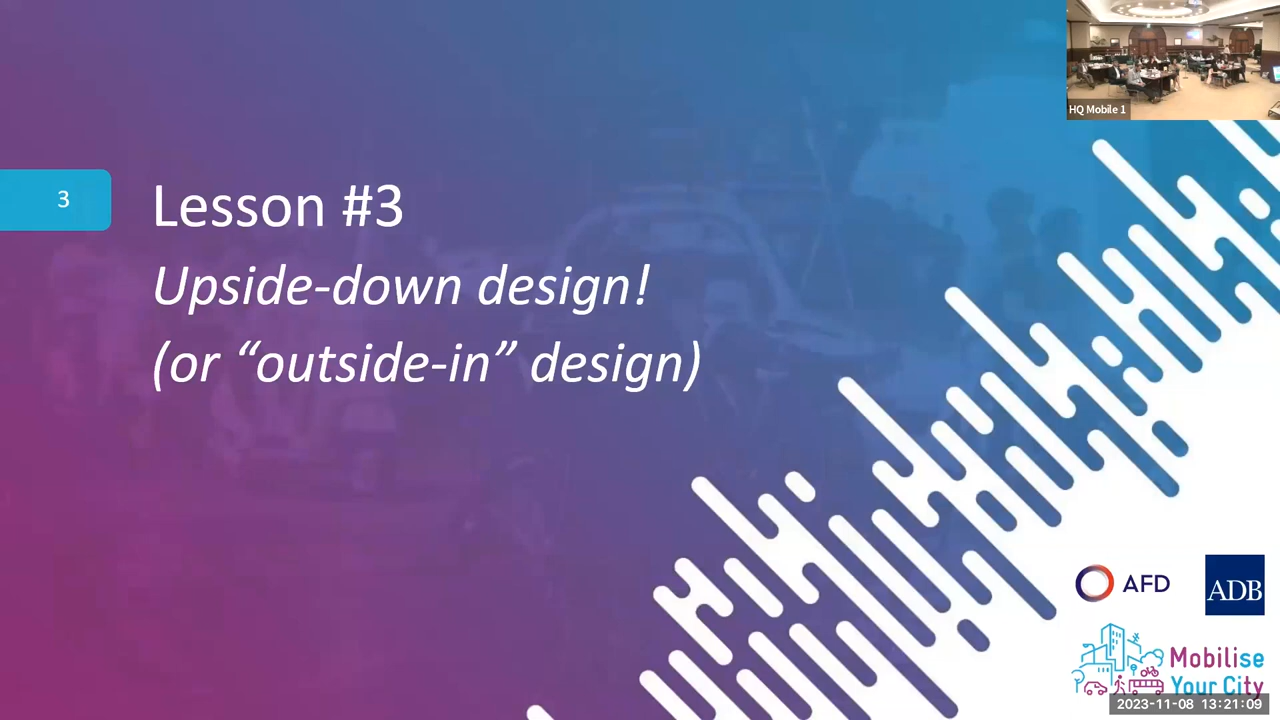 HQ Mobile 1
3
Lesson #3
Upside-down design!
(or “outside-in” design)
AFD
ADB
Mobilise
Your City
2023-11-08 13:21:09